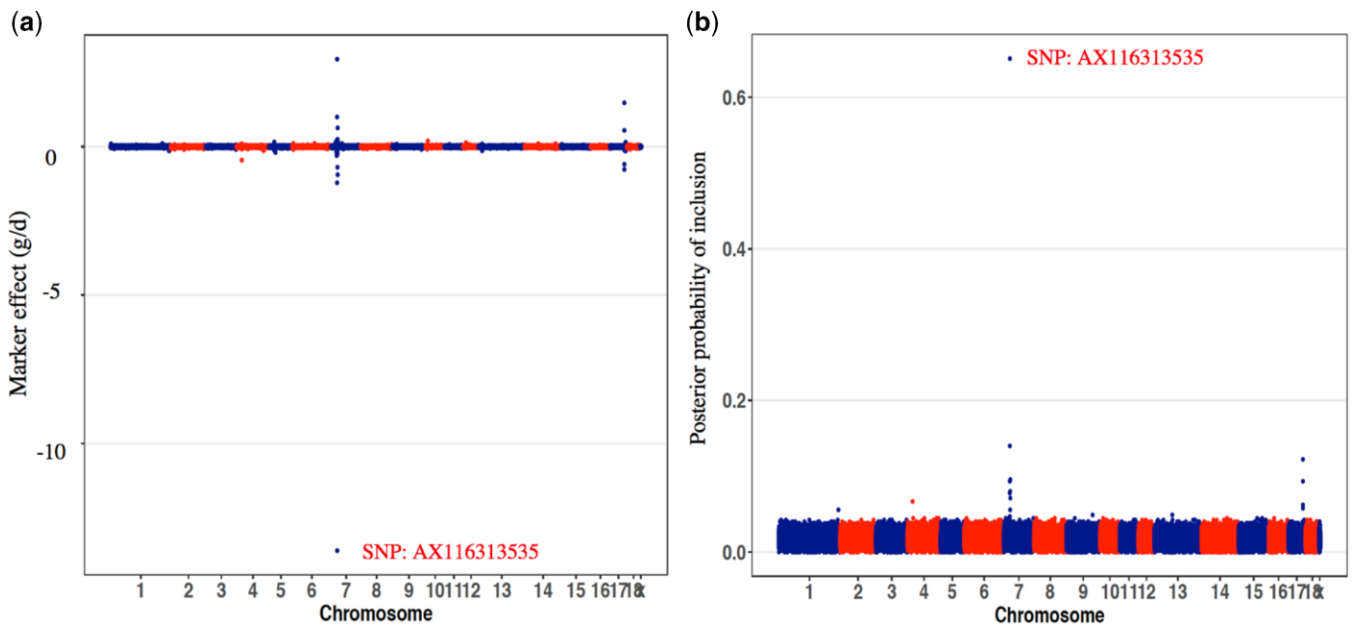 (a)
0
-5
-10
Marker effect (g/d)
SNP: AX116313535
1 2 3 4 5 6 7 8 9 10 11 12 13 14 15 16 17 18 x
Chromosome
(b)
SNP: AX116313535
0.6
0.4
0.2
0.0
Posterior probability of inclusion
1 2 3 4 5 6 7 8 9 10 11 12 13 14 15 16 17 18 x
Chromosome